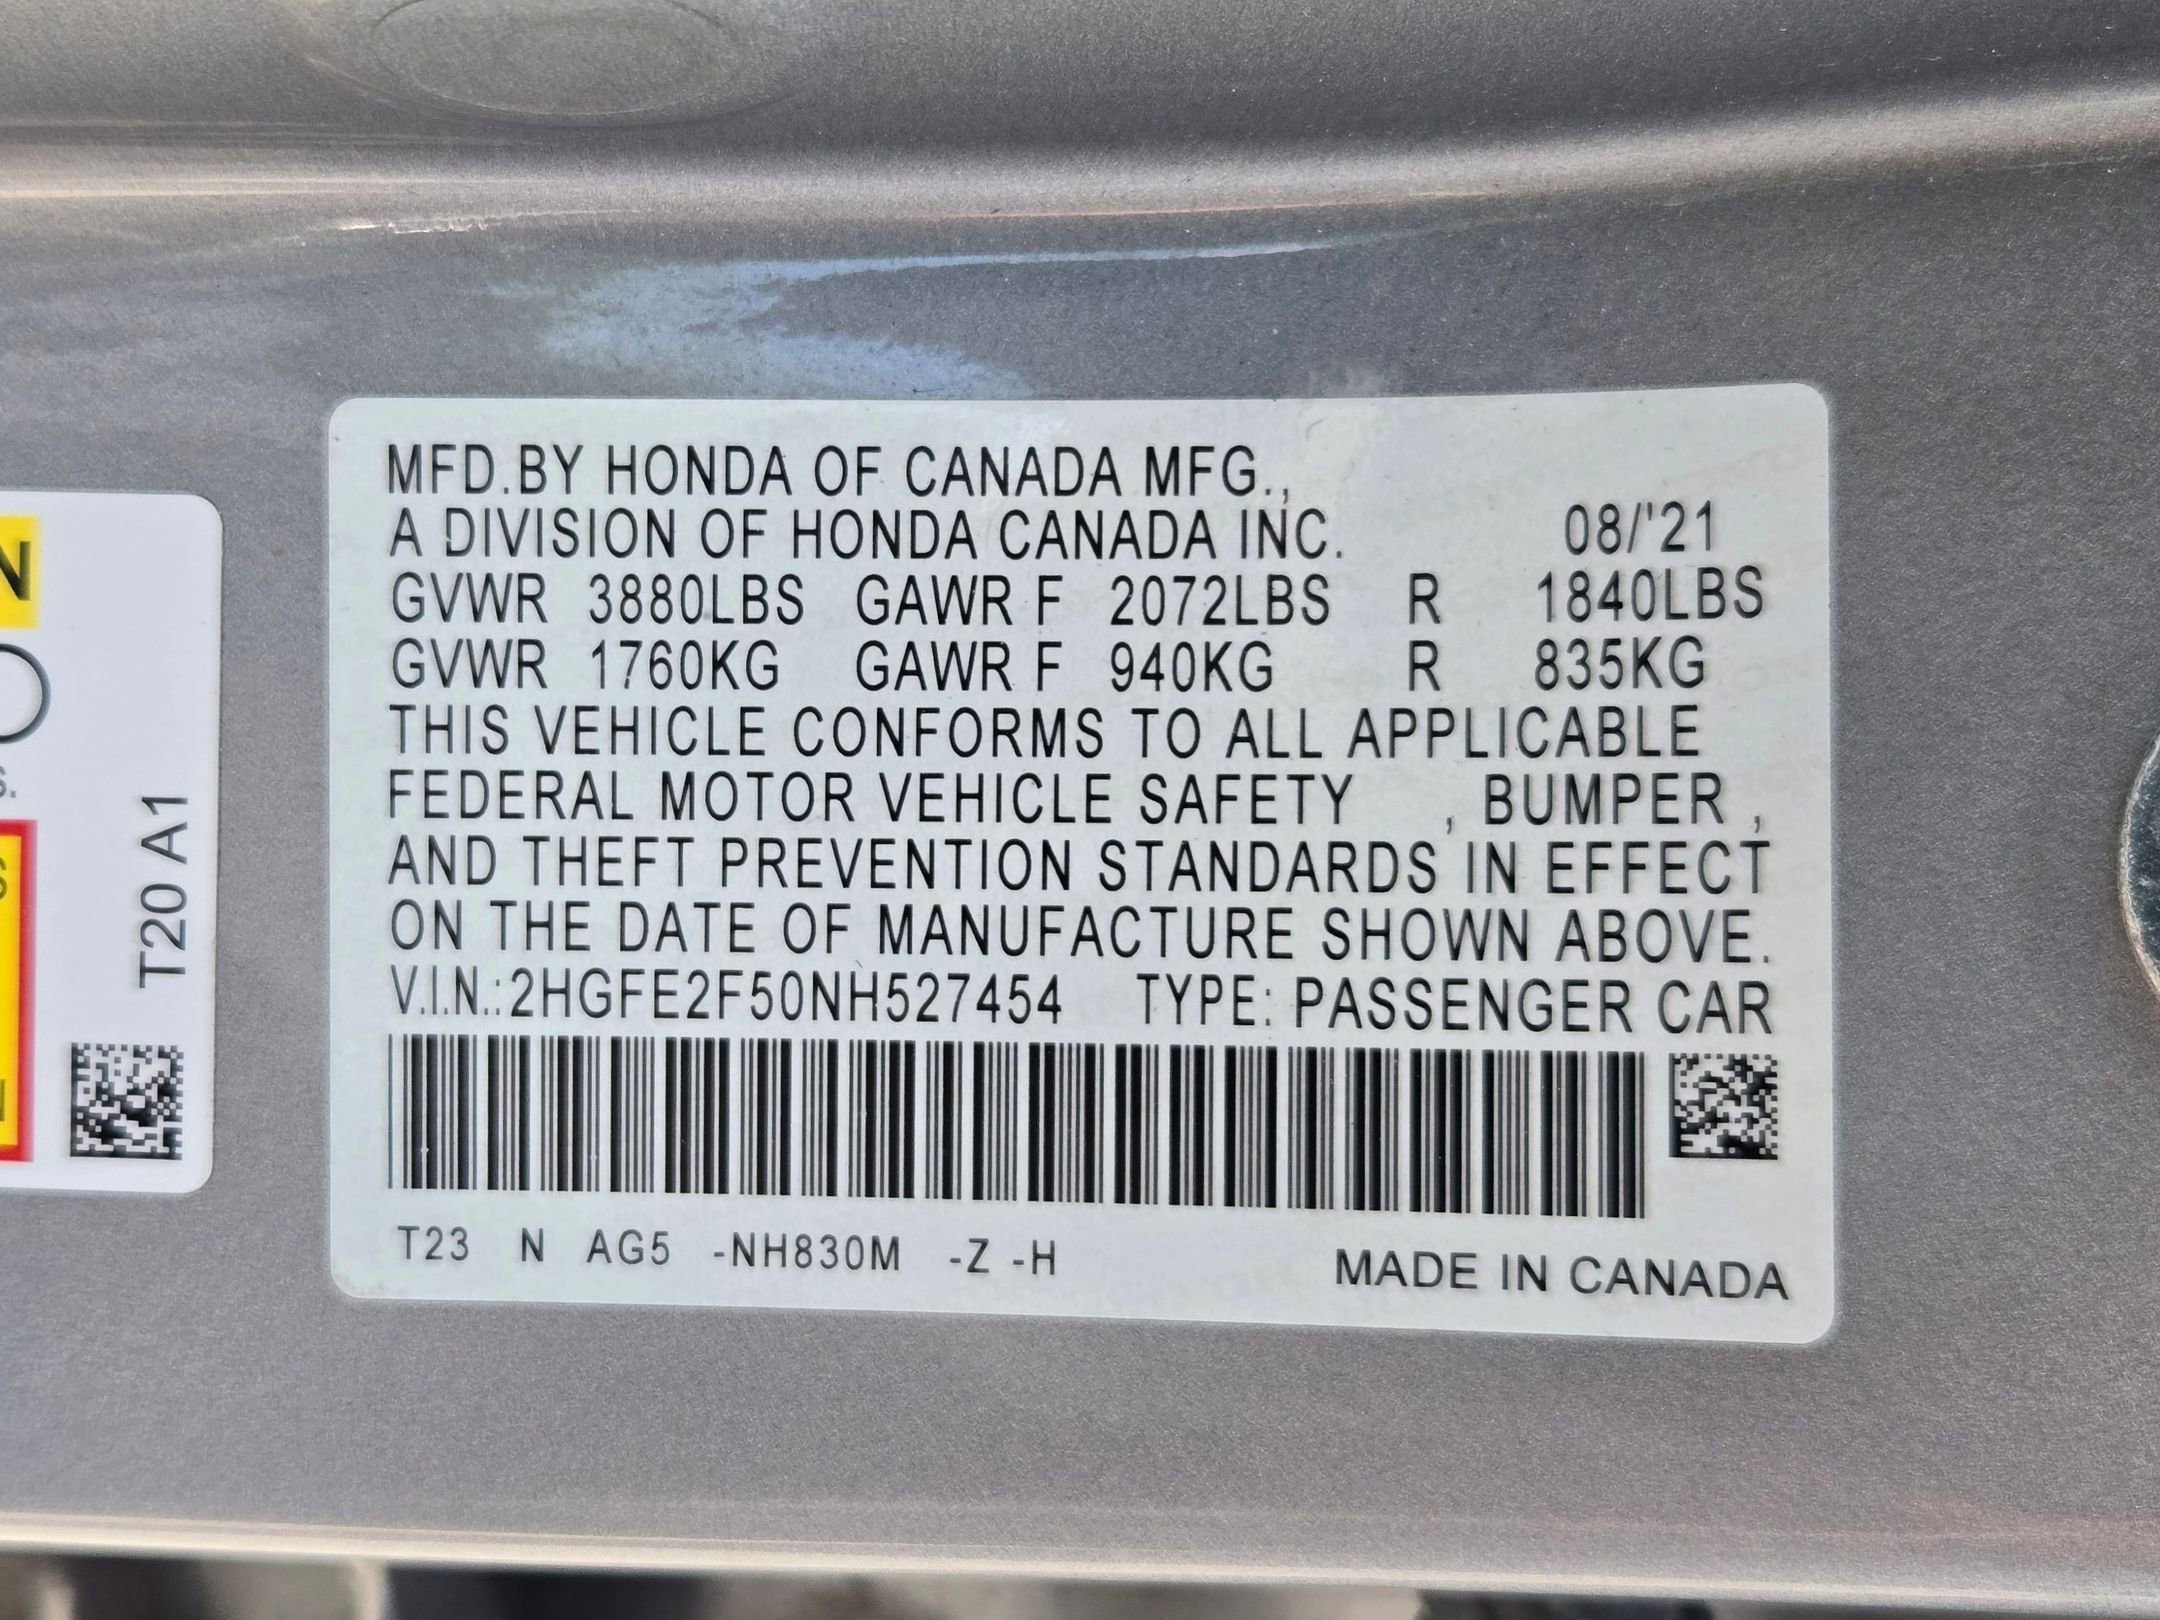 MFD.BY HONDA OF CANADA MFG.,
A DIVISION OF HONDA CANADA INC. 08/'21
GVWR 3880LBS GAWR F 2072LBS R 1840LBS
GVWR 1760KG GAWR F 940KG R 835KG
THIS VEHICLE CONFORMS TO ALL APPLICABLE
FEDERAL MOTOR VEHICLE SAFETY , BUMPER ,
AND THEFT PREVENTION STANDARDS IN EFFECT
ON THE DATE OF MANUFACTURE SHOWN ABOVE.
V.I.N.:2HGFE2F50NH527454 TYPE: PASSENGER CAR
T23 N AG5 -NH830M -Z -H
MADE IN CANADA
T20 A1